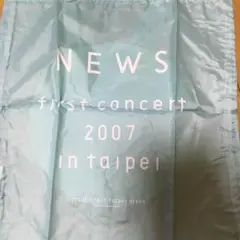 NEWS
first concert
2007
in taipei